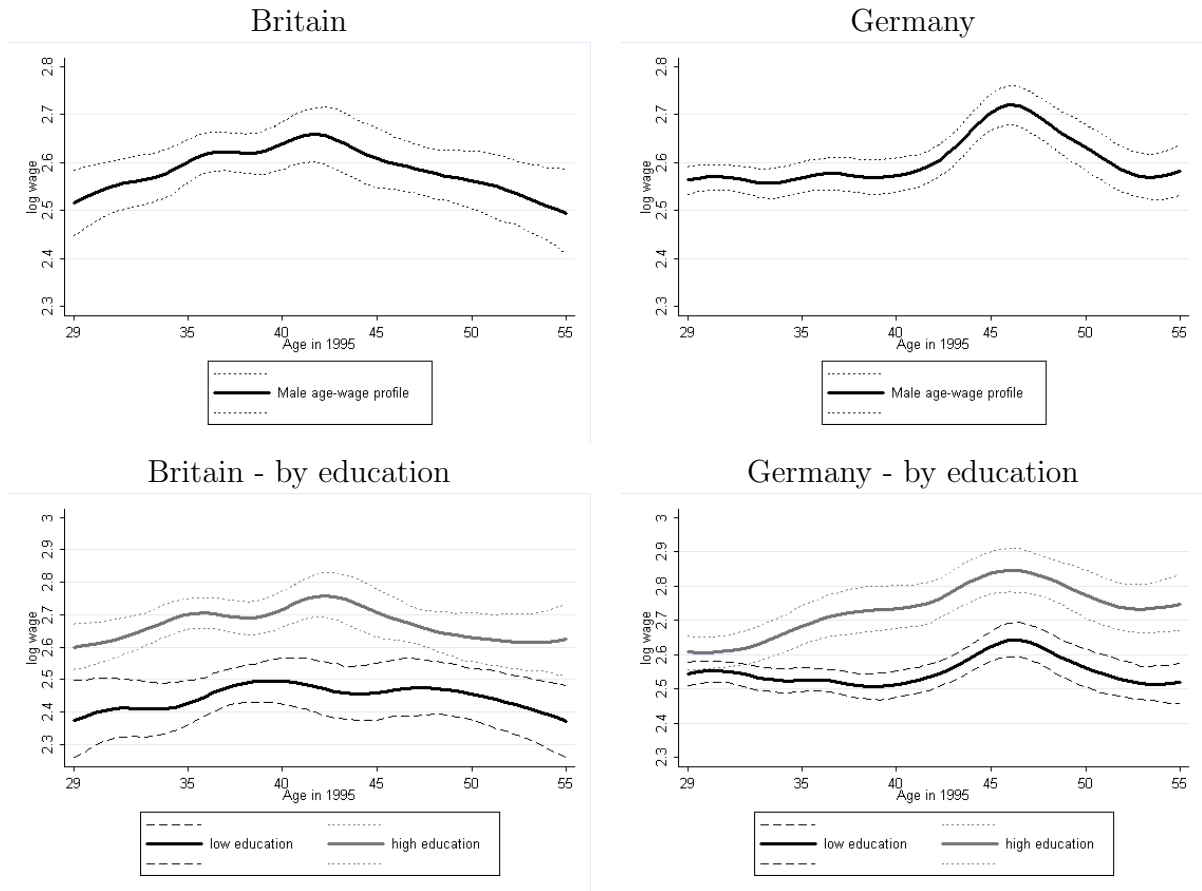 Britain
2.8
2.7
2.6
2.5
2.4
2.3
log wage
29 35 40 45 50 55
Age in 1995
Male age-wage profile
Germany
2.8
2.7
2.6
2.5
2.4
2.3
log wage
29 35 40 45 50 55
Age in 1995
Male age-wage profile
Britain - by education
3
2.9
2.8
2.7
2.6
2.5
2.4
2.3
log wage
29 35 40 45 50 55
Age in 1995
low education high education
Germany - by education
3
2.9
2.8
2.7
2.6
2.5
2.4
2.3
log wage
29 35 40 45 50 55
Age in 1995
low education high education